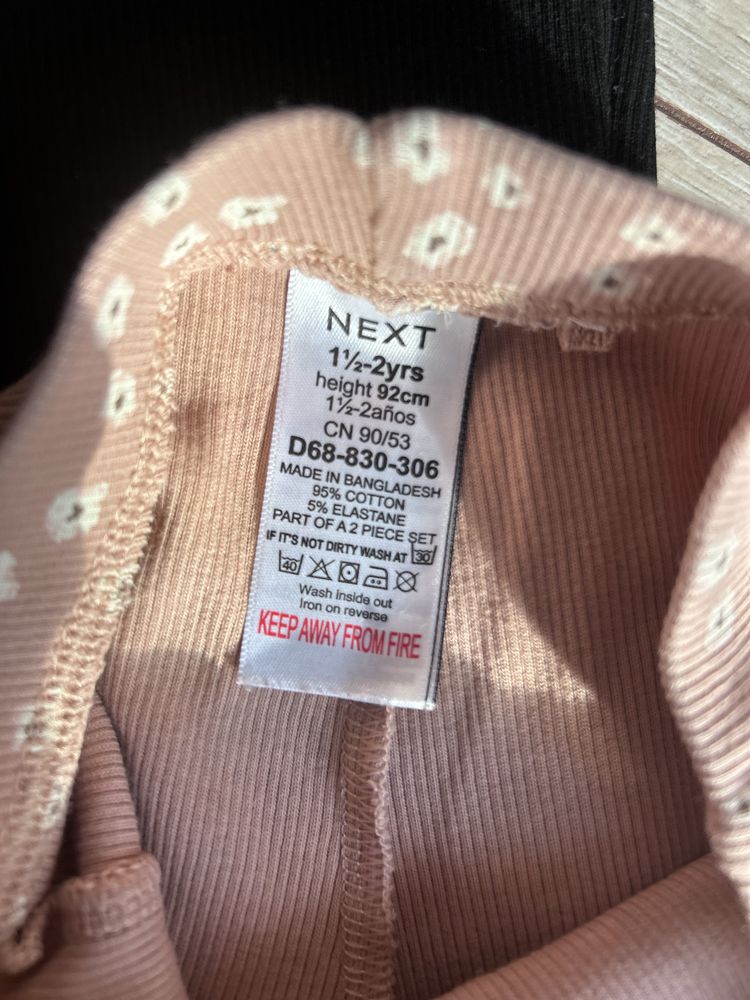 NEXT
1½-2yrs
height 92cm
1½-2años
CN 90/53
D68-830-306
MADE IN BANGLADESH
95% COTTON
5% ELASTANE
PART OF A 2 PIECE SET
IF IT'S NOT DIRTY WASH AT 30
40
Wash inside out
Iron on reverse
KEEP AWAY FROM FIRE